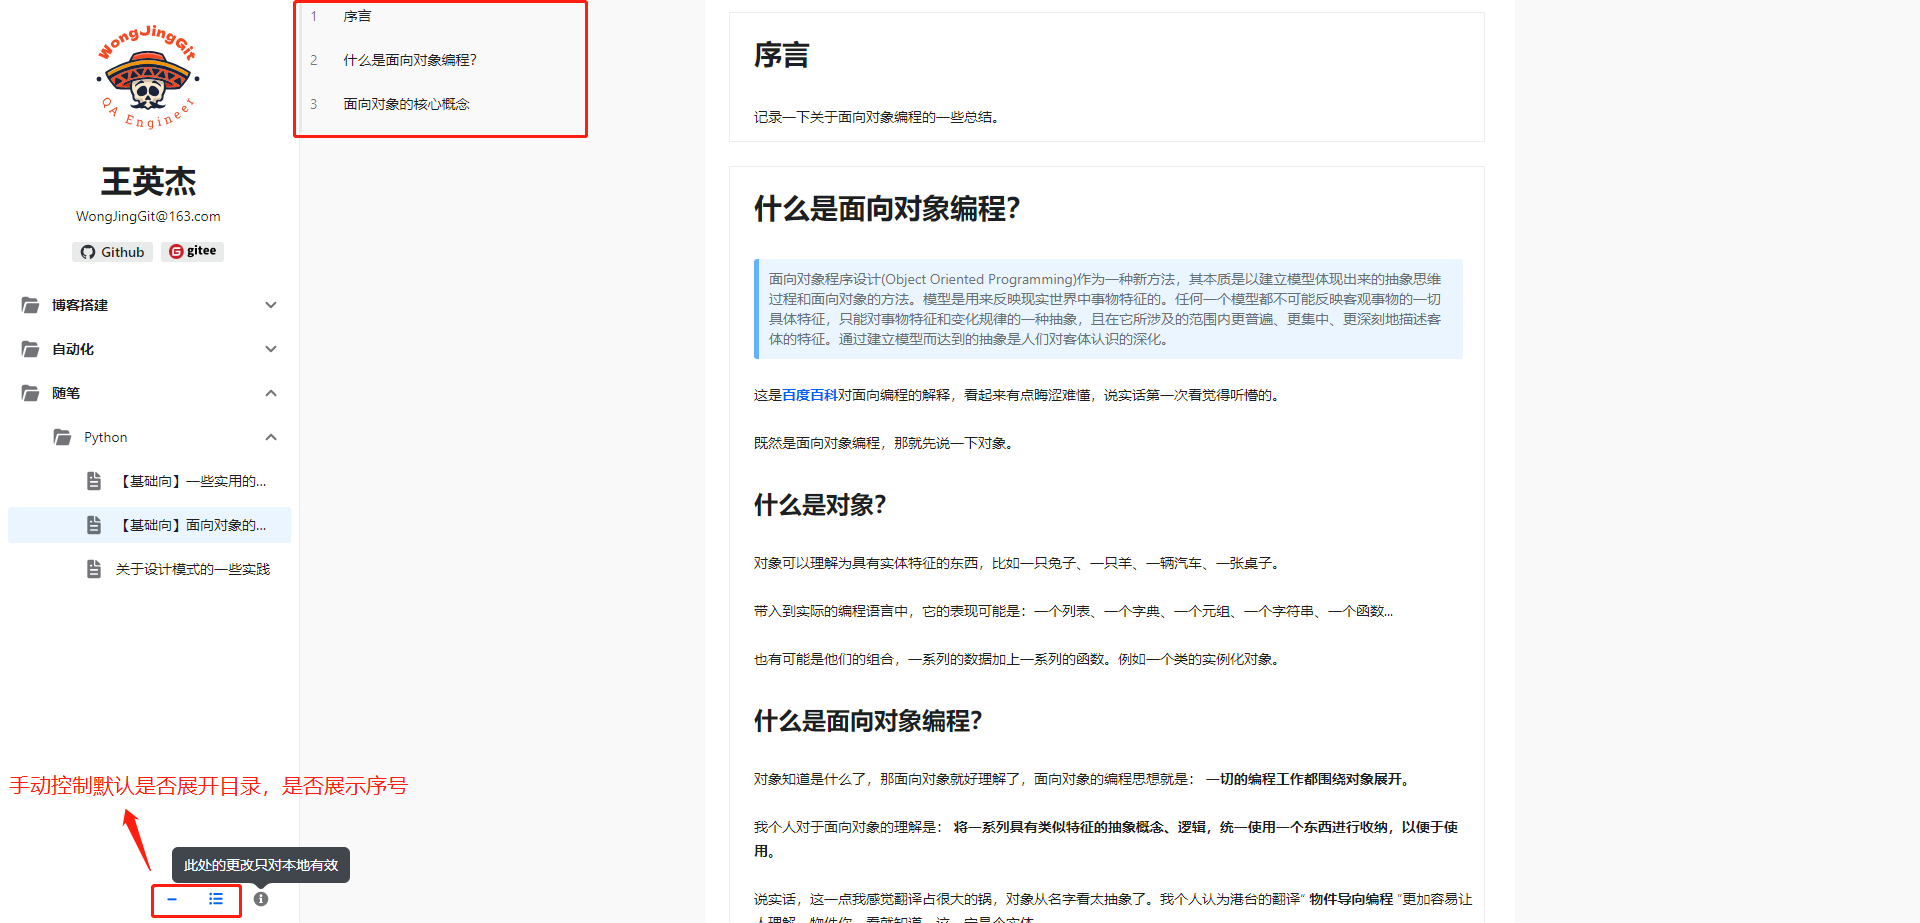 WongJingGit
QA Engineer
王英杰
WongJingGit@163.com
Github
gitee
博客搭建
自动化
随笔
Python
【基础向】一些实用的...
【基础向】面向对象的...
关于设计模式的一些实践
手动控制默认是否展开目录，是否展示序号
此处的更改只对本地有效
1 序言
2 什么是面向对象编程？
3 面向对象的核心概念
序言
记录一下关于面向对象编程的一些总结。
什么是面向对象编程？
面向对象程序设计(Object Oriented Programming)作为一种新方法，其本质是以建立模型体现出来的抽象思维
过程和面向对象的方法。模型是用来反映现实世界中事物特征的。任何一个模型都不可能反映客观事物的一切
具体特征，只能对事物特征和变化规律的一种抽象，且在它所涉及的范围内更普遍、更集中、更深刻地描述客
体的特征。通过建立模型而达到的抽象是人们对客体认识的深化。
这是百度百科对面向编程的解释，看起来有点晦涩难懂，说实话第一次看觉得听懵的。
既然是面向对象编程，那就先说一下对象。
什么是对象？
对象可以理解为具有实体特征的东西，比如一只兔子、一只羊、一辆汽车、一张桌子。
带入到实际的编程语言中，它的表现可能是：一个列表、一个字典、一个元组、一个字符串、一个函数...
也有可能是他们的组合，一系列的数据加上一系列的函数。例如一个类的实例化对象。
什么是面向对象编程？
对象知道是什么了，那面向对象就好理解了，面向对象的编程思想就是： 一切的编程工作都围绕对象展开。
我个人对于面向对象的理解是： 将一系列具有类似特征的抽象概念、逻辑，统一使用一个东西进行收纳，以便于使
用。
说实话，这一点我感觉翻译占很大的锅，对象从名字看太抽象了。我个人认为港台的翻译“ 物件导向编程 ”更加容易让
人理解，物件你一看就知道，这一定是个实体